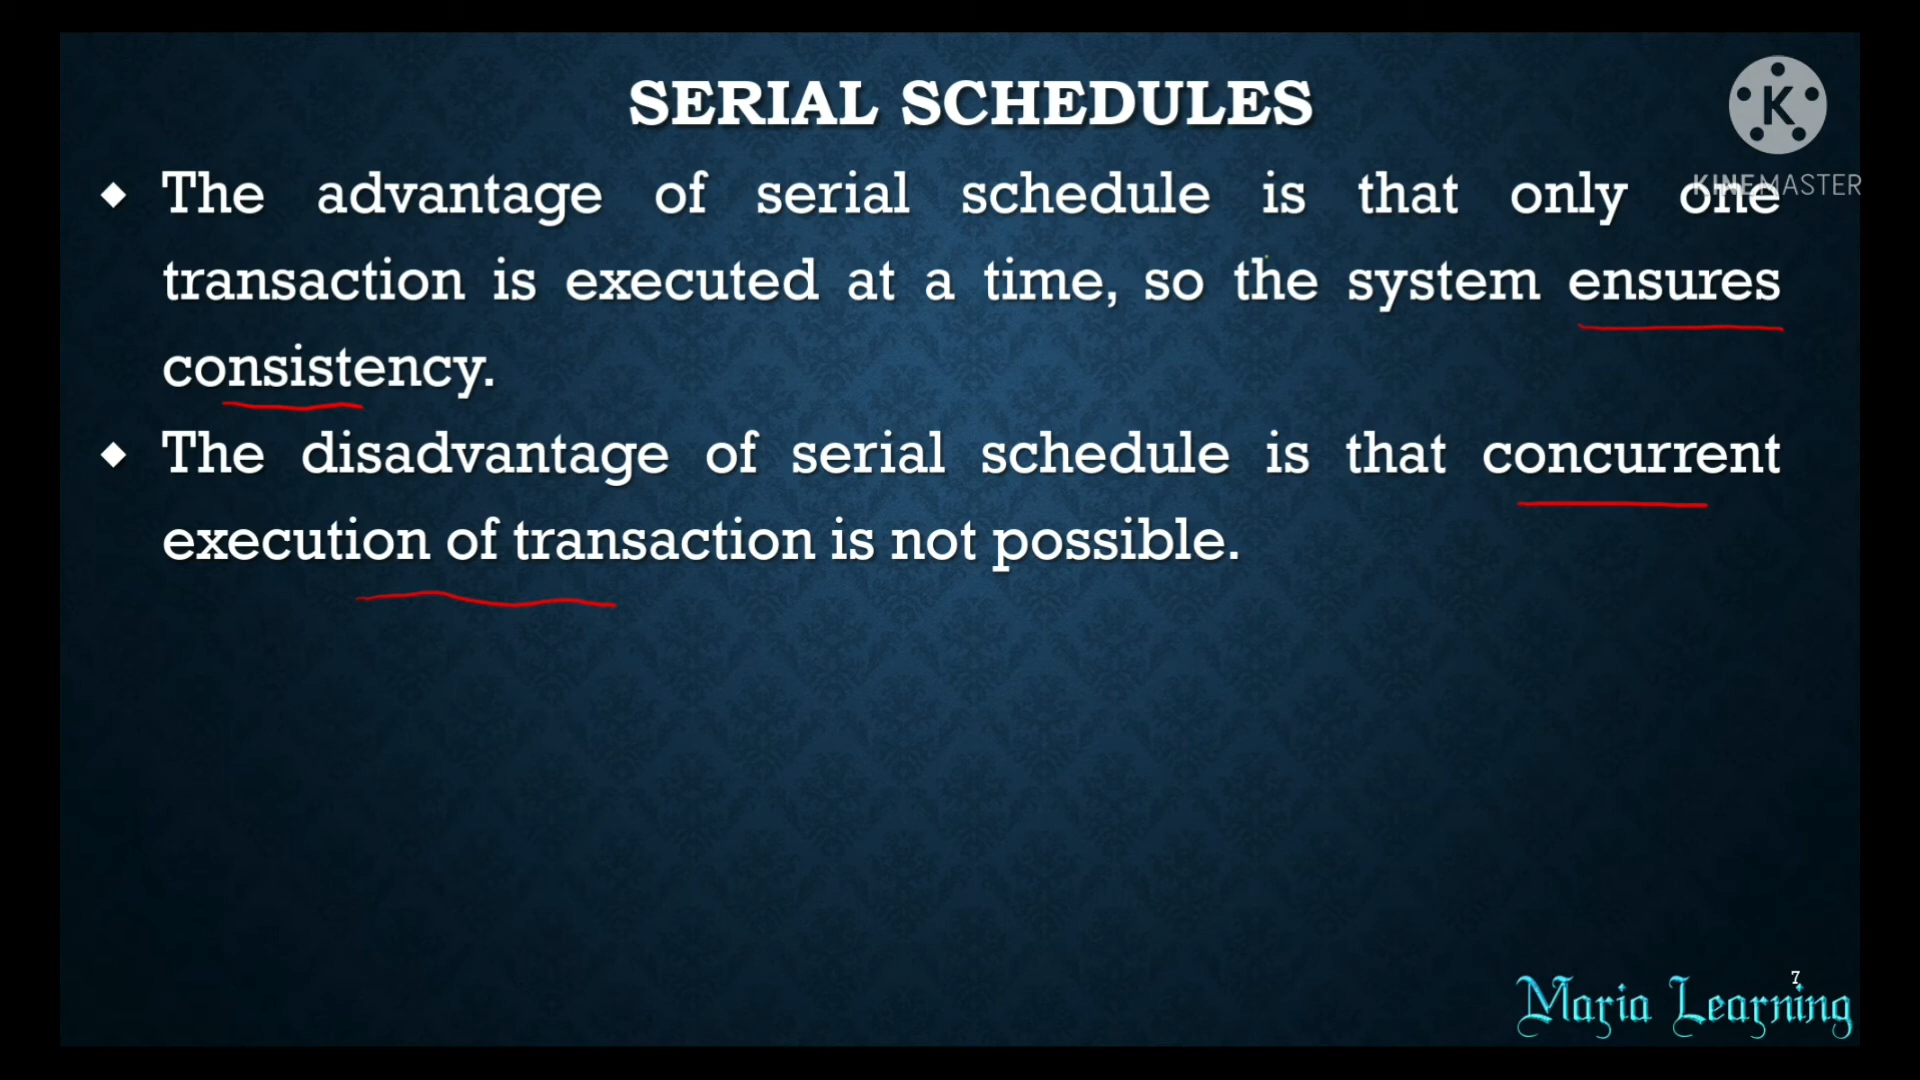 SERIAL SCHEDULES
K
KINEMASTER
The advantage of serial schedule is that only one
transaction is executed at a time, so the system ensures
consistency.
The disadvantage of serial schedule is that concurrent
execution of transaction is not possible.
7
Maria Learning